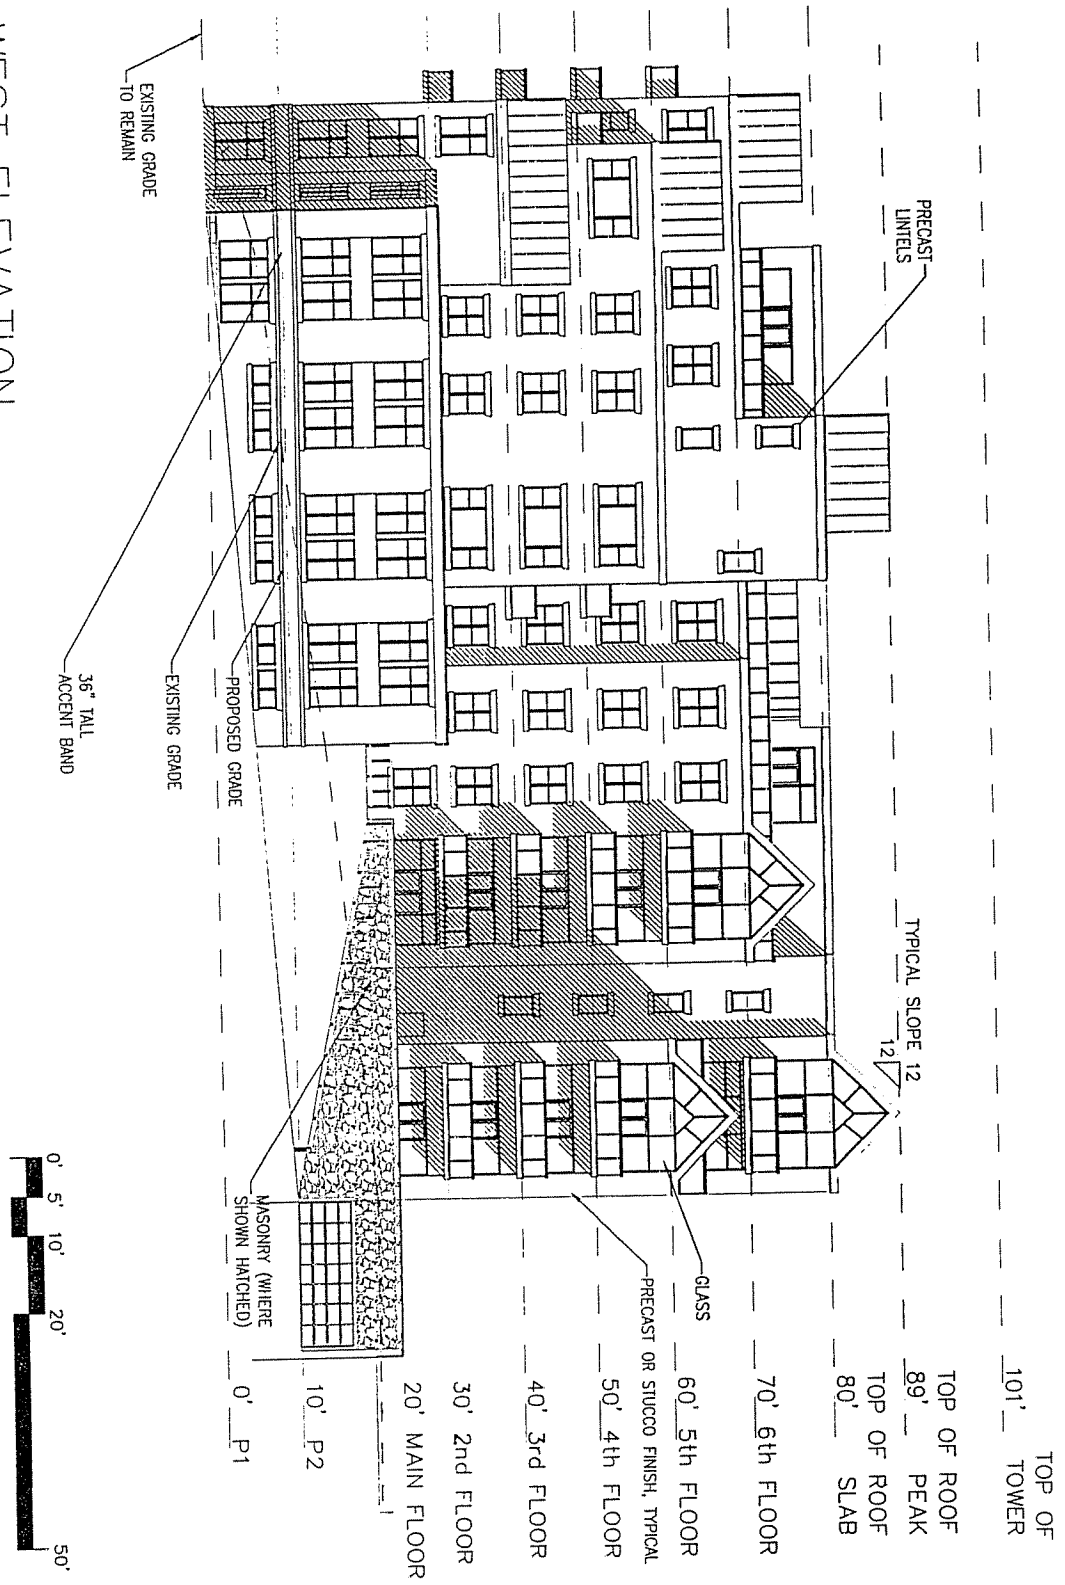 TOP OF
101' TOWER
TOP OF ROOF
89' PEAK
TOP OF ROOF
80' SLAB
70' 6th FLOOR
60' 5th FLOOR
50' 4th FLOOR
40' 3rd FLOOR
30' 2nd FLOOR
20' MAIN FLOOR
10' P2
0' P1
TYPICAL SLOPE
12
12
PRECAST
LINTELS
GLASS
PRECAST OR STUCCO FINISH, TYPICAL
EXISTING GRADE
TO REMAIN
PROPOSED GRADE
EXISTING GRADE
36" TALL
ACCENT BAND
MASONRY (WHERE
SHOWN HATCHED)
0' 5' 10' 20' 50'
WEST ELEVATION